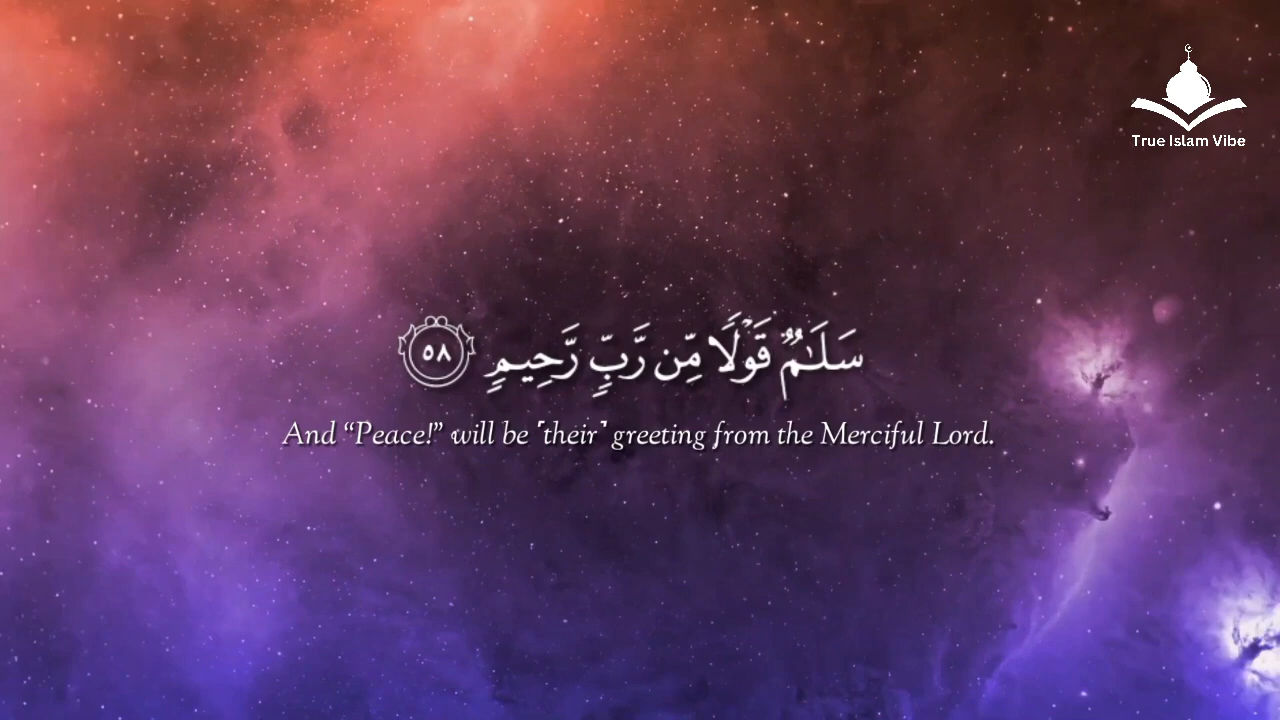 True Islam Vibe
سَلَـٰمٌ قَوْلًا مِّن رَّبٍّ رَّحِيمٍ ٥٨
And “Peace!” will be ˹their˺ greeting from the Merciful Lord.